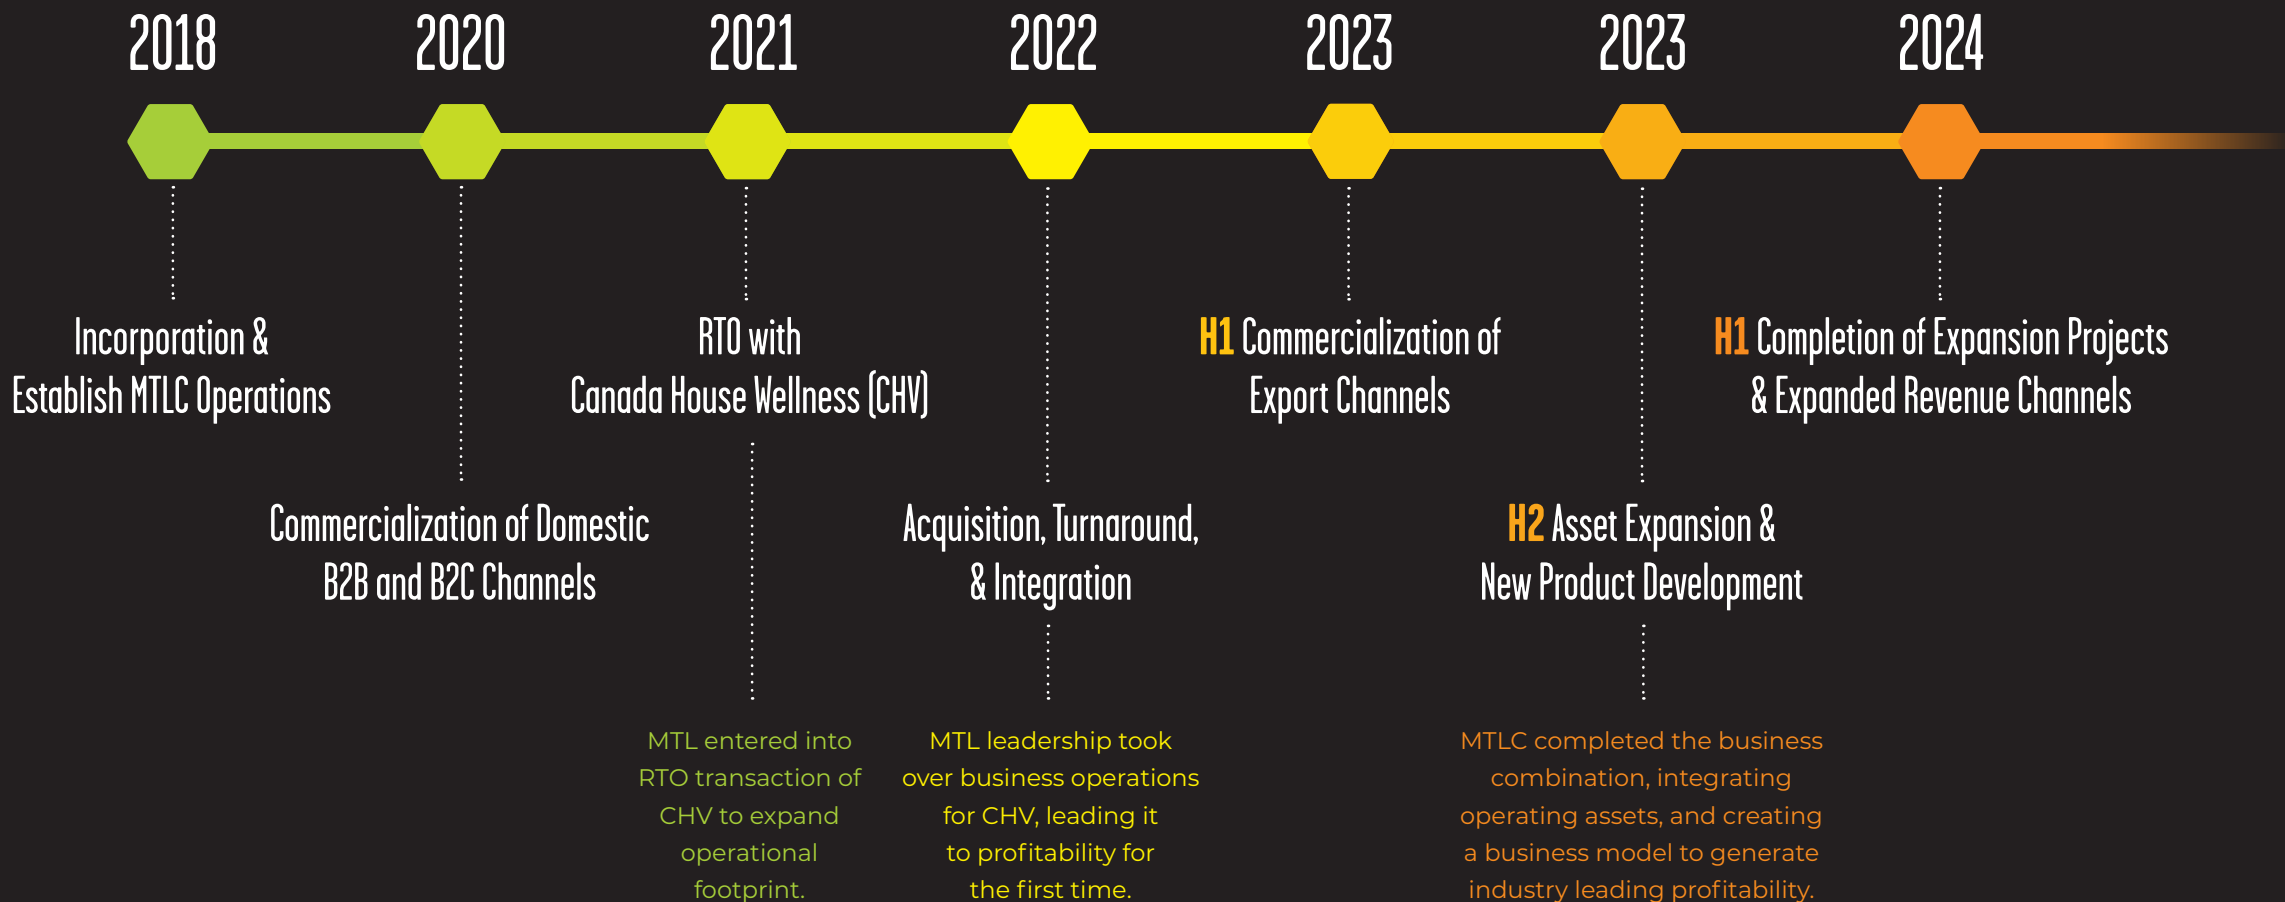 2018
2020
2021
2022
2023
2023
2024
Incorporation &
Establish MTLC Operations
Commercialization of Domestic
B2B and B2C Channels
RTO with
Canada House Wellness (CHV)
MTL entered into
RTO transaction of
CHV to expand
operational
footprint.
Acquisition, Turnaround,
& Integration
MTL leadership took
over business operations
for CHV, leading it
to profitability for
the first time.
H1 Commercialization of
Export Channels
H2 Asset Expansion &
New Product Development
MTLC completed the business
combination, integrating
operating assets, and creating
a business model to generate
industry leading profitability.
H1 Completion of Expansion Projects
& Expanded Revenue Channels